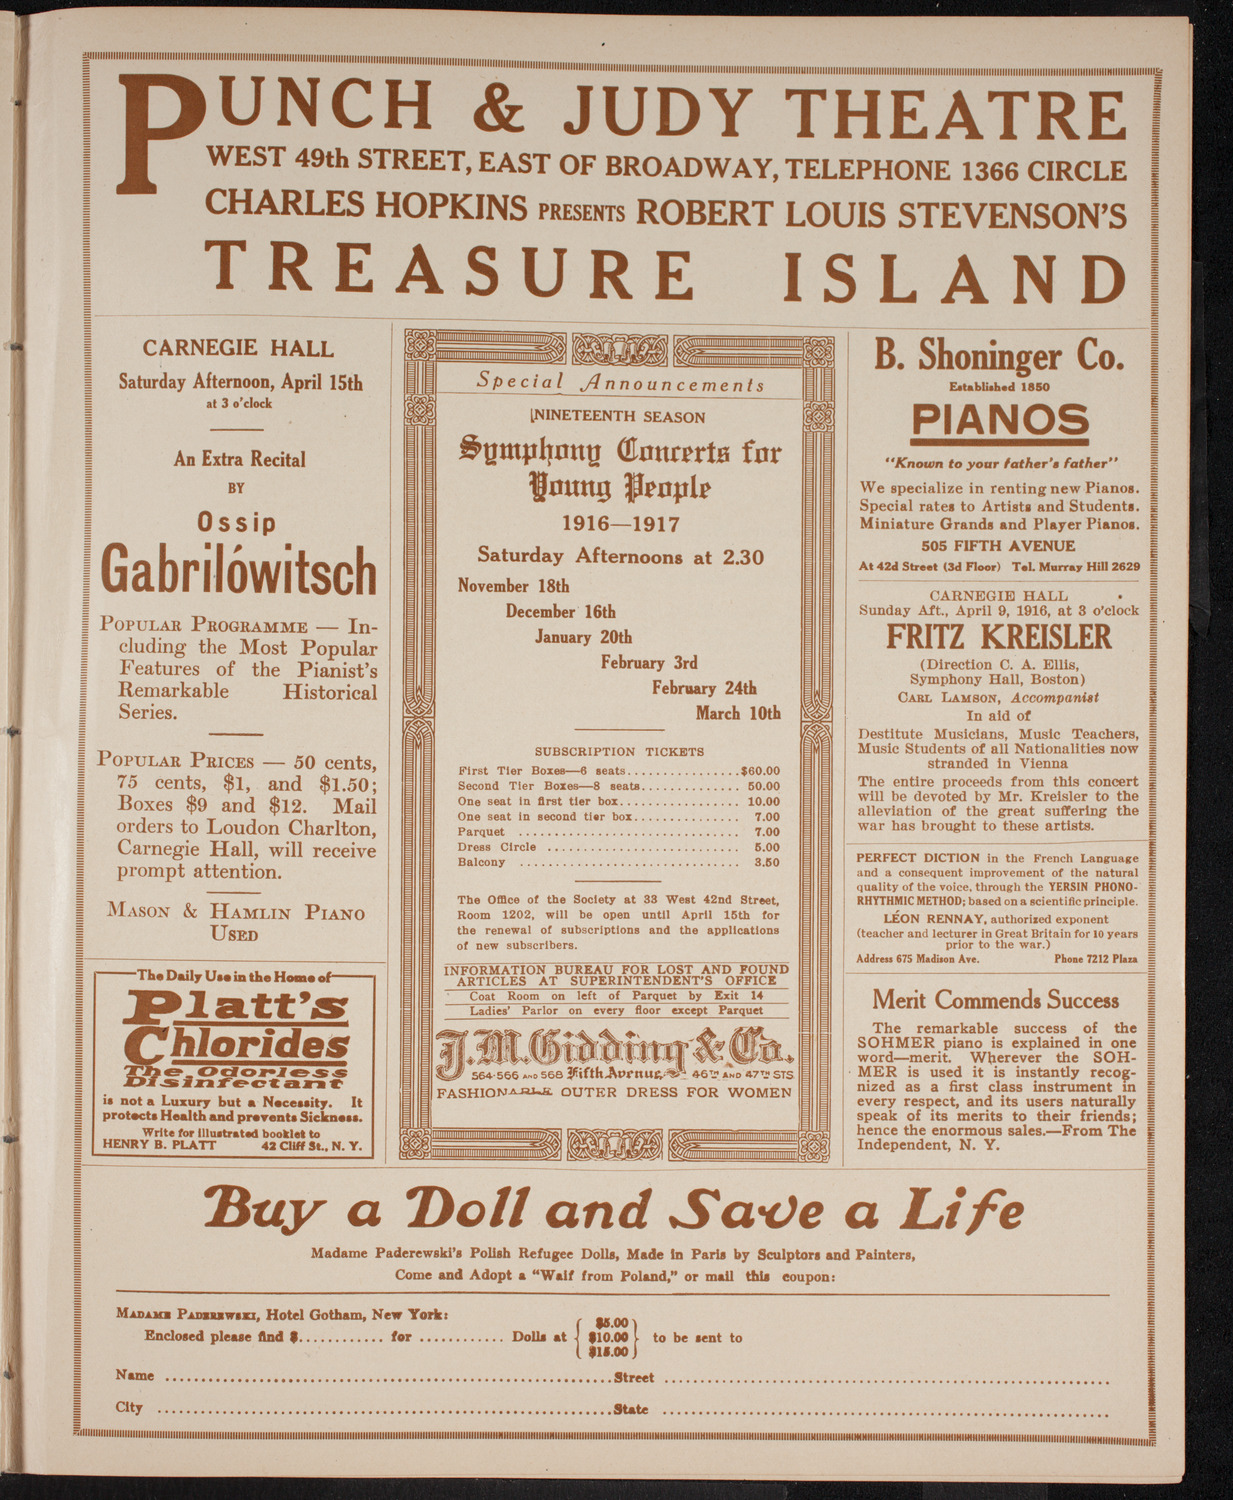 PUNCH & JUDY THEATRE
WEST 49th STREET, EAST OF BROADWAY, TELEPHONE 1366 CIRCLE
CHARLES HOPKINS PRESENTS ROBERT LOUIS STEVENSON'S
TREASURE ISLAND
CARNEGIE HALL
Saturday Afternoon, April 15th
at 3 o'clock
An Extra Recital
BY
Ossip
Gabrilówitsch
POPULAR PROGRAMME — In-
cluding the Most Popular
Features of the Pianist's
Remarkable Historical
Series.
POPULAR PRICES — 50 cents,
75 cents, $1, and $1.50;
Boxes $9 and $12. Mail
orders to Loudon Charlton,
Carnegie Hall, will receive
prompt attention.
MASON & HAMLIN PIANO
USED
The Daily Use in the Home of
Platt's
Chlorides
The Odorless
Disinfectant
is not a Luxury but a Necessity. It
protects Health and prevents Sickness.
Write for illustrated booklet to
HENRY B. PLATT 42 Cliff St., N. Y.
Special Announcements
NINETEENTH SEASON
Symphony Concerts for
Young People
1916—1917
Saturday Afternoons at 2.30
November 18th
December 16th
January 20th
February 3rd
February 24th
March 10th
SUBSCRIPTION TICKETS
First Tier Boxes—6 seats................$60.00
Second Tier Boxes—8 seats.............. 50.00
One seat in first tier box................. 10.00
One seat in second tier box............... 7.00
Parquet ................................ 7.00
Dress Circle ............................ 5.00
Balcony ................................ 3.50
The Office of the Society at 33 West 42nd Street,
Room 1202, will be open until April 15th for
the renewal of subscriptions and the applications
of new subscribers.
INFORMATION BUREAU FOR LOST AND FOUND
ARTICLES AT SUPERINTENDENT'S OFFICE
Coat Room on left of Parquet by Exit 14
Ladies' Parlor on every floor except Parquet
J. M. Gidding & Co.
564-566 AND 568 Fifth Avenue 46TH AND 47TH STS
FASHIONABLE OUTER DRESS FOR WOMEN
B. Shoninger Co.
Established 1850
PIANOS
"Known to your father's father"
We specialize in renting new Pianos.
Special rates to Artists and Students.
Miniature Grands and Player Pianos.
505 FIFTH AVENUE
At 42d Street (3d Floor) Tel. Murray Hill 2629
CARNEGIE HALL
Sunday Aft., April 9, 1916, at 3 o'clock
FRITZ KREISLER
(Direction C. A. Ellis,
Symphony Hall, Boston)
CARL LAMSON, Accompanist
In aid of
Destitute Musicians, Music Teachers,
Music Students of all Nationalities now
stranded in Vienna
The entire proceeds from this concert
will be devoted by Mr. Kreisler to the
alleviation of the great suffering the
war has brought to these artists.
PERFECT DICTION in the French Language
and a consequent improvement of the natural
quality of the voice, through the YERSIN PHONO-
RHYTHMIC METHOD; based on a scientific principle.
LÉON RENNAY, authorized exponent
(teacher and lecturer in Great Britain for 10 years
prior to the war.)
Address 675 Madison Ave. Phone 7212 Plaza
Merit Commends Success
The remarkable success of the
SOHMER piano is explained in one
word—merit. Wherever the SOH-
MER is used it is instantly recog-
nized as a first class instrument in
every respect, and its users naturally
speak of its merits to their friends;
hence the enormous sales.—From The
Independent, N. Y.
Buy a Doll and Save a Life
Madame Paderewski's Polish Refugee Dolls, Made in Paris by Sculptors and Painters,
Come and Adopt a "Waif from Poland," or mail this coupon:
MADAME PADEREWSKI, Hotel Gotham, New York:
Enclosed please find $............ for ............ Dolls at { $5.00 $10.00 $15.00 } to be sent to
Name ........................................Street ........................................
City ........................................State ........................................